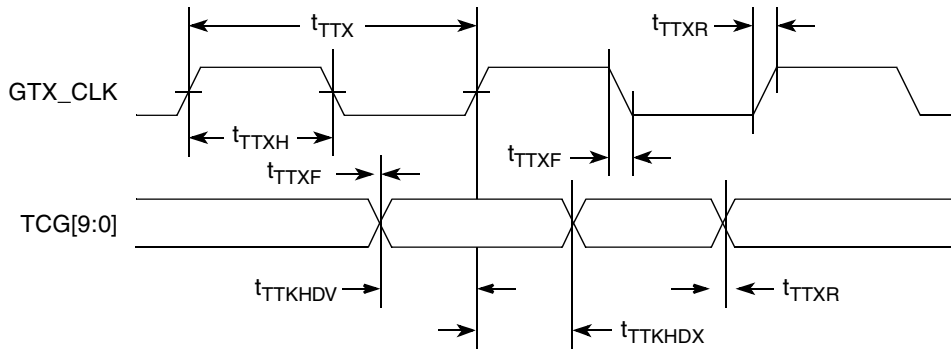 tTTX
tTTXR
GTX_CLK
tTTXH
tTTXF
tTTXF
TCG[9:0]
tTTKHDV
tTTXR
tTTKHDX